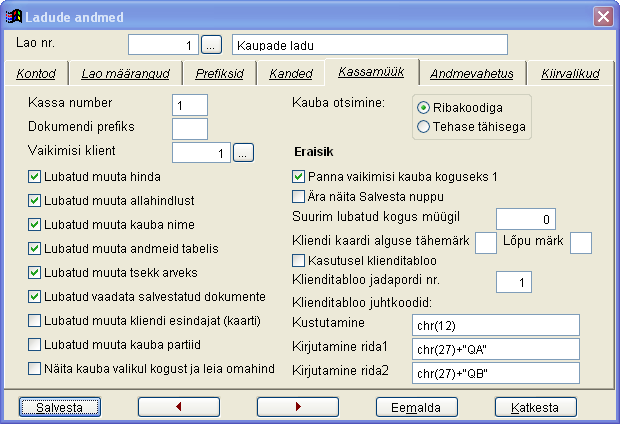 Ladude andmed
Lao nr. 1 ... Kaupade ladu
Kontod Lao määrangud Prefiksid Kanded Kassamüük Andmevahetus Kiirvalikud
Kassa number 1
Dokumendi prefiks
Vaikimisi klient 1 ...
Lubatud muuta hinda
Lubatud muuta allahindlust
Lubatud muuta kauba nime
Lubatud muuta andmeid tabelis
Lubatud muuta tsekk arveks
Lubatud vaadata salvestatud dokumente
Lubatud muuta kliendi esindajat (kaarti)
Lubatud muuta kauba partiid
Näita kauba valikul kogust ja leia omahind
Kauba otsimine:
Ribakoodiga
Tehase tähisega
Eraisik
Panna vaikimisi kauba koguseks 1
Ära näita Salvesta nuppu
Suurim lubatud kogus müügil 0
Kliendi kaardi alguse tähemärk Lõpu märk
Kasutusel klienditabloo
Klienditabloo jadapordi nr. 1
Klienditabloo juhtkoodid:
Kustutamine chr(12)
Kirjutamine rida1 chr(27)+"QA"
Kirjutamine rida2 chr(27)+"QB"
Salvesta Eemalda Katkesta